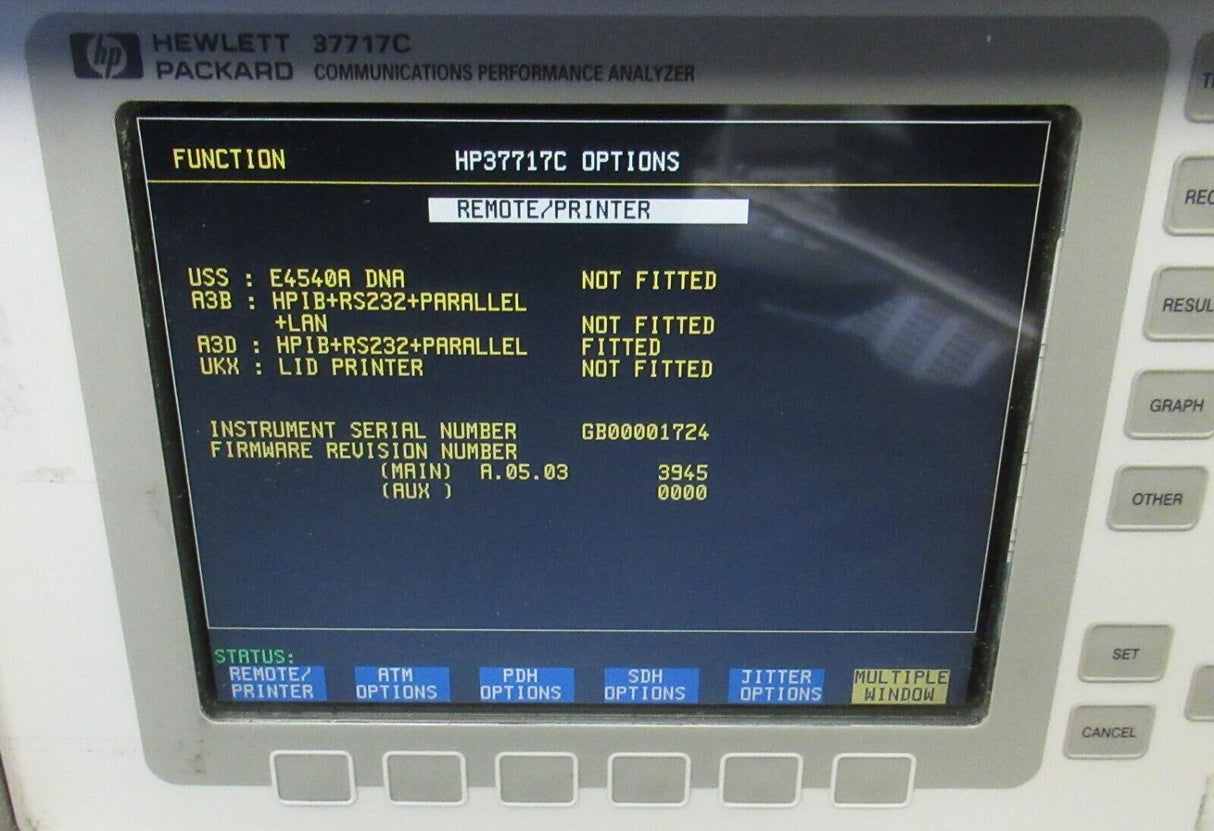 hp HEWLETT PACKARD 37717C
COMMUNICATIONS PERFORMANCE ANALYZER
FUNCTION HP37717C OPTIONS
REMOTE/PRINTER
USS : E4540A DNA NOT FITTED
A3B : HPIB+RS232+PARALLEL
+LAN NOT FITTED
A3D : HPIB+RS232+PARALLEL FITTED
UKX : LID PRINTER NOT FITTED
INSTRUMENT SERIAL NUMBER GB00001724
FIRMWARE REVISION NUMBER
(MAIN) A.05.03 3945
(AUX ) 0000
STATUS:
REMOTE/ ATM PDH SDH JITTER MULTIPLE
PRINTER OPTIONS OPTIONS OPTIONS OPTIONS WINDOW
GRAPH
OTHER
SET
CANCEL